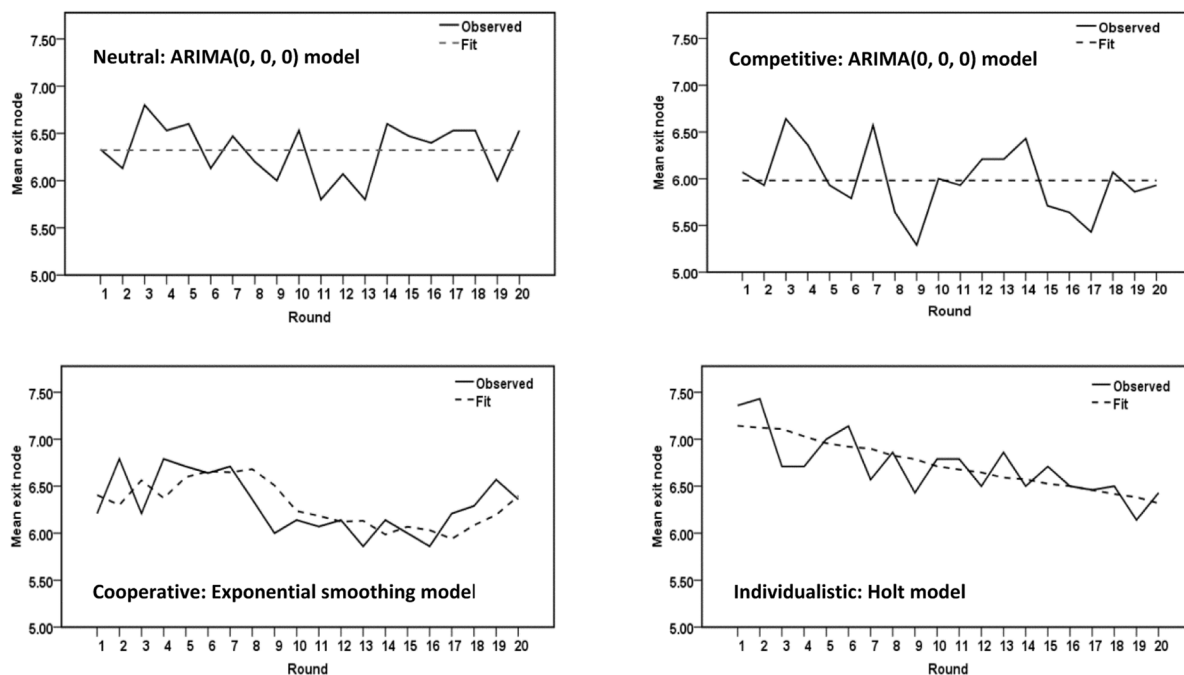 7.50
7.00
6.50
6.00
5.50
5.00
Mean exit node
Neutral: ARIMA(0, 0, 0) model
Observed
Fit
1 2 3 4 5 6 7 8 9 10 11 12 13 14 15 16 17 18 19 20
Round
7.50
7.00
6.50
6.00
5.50
5.00
Mean exit node
Competitive: ARIMA(0, 0, 0) model
Observed
Fit
1 2 3 4 5 6 7 8 9 10 11 12 13 14 15 16 17 18 19 20
Round
7.50
7.00
6.50
6.00
5.50
5.00
Mean exit node
Observed
Fit
Cooperative: Exponential smoothing model
1 2 3 4 5 6 7 8 9 10 11 12 13 14 15 16 17 18 19 20
Round
7.50
7.00
6.50
6.00
5.50
5.00
Mean exit node
Observed
Fit
Individualistic: Holt model
1 2 3 4 5 6 7 8 9 10 11 12 13 14 15 16 17 18 19 20
Round